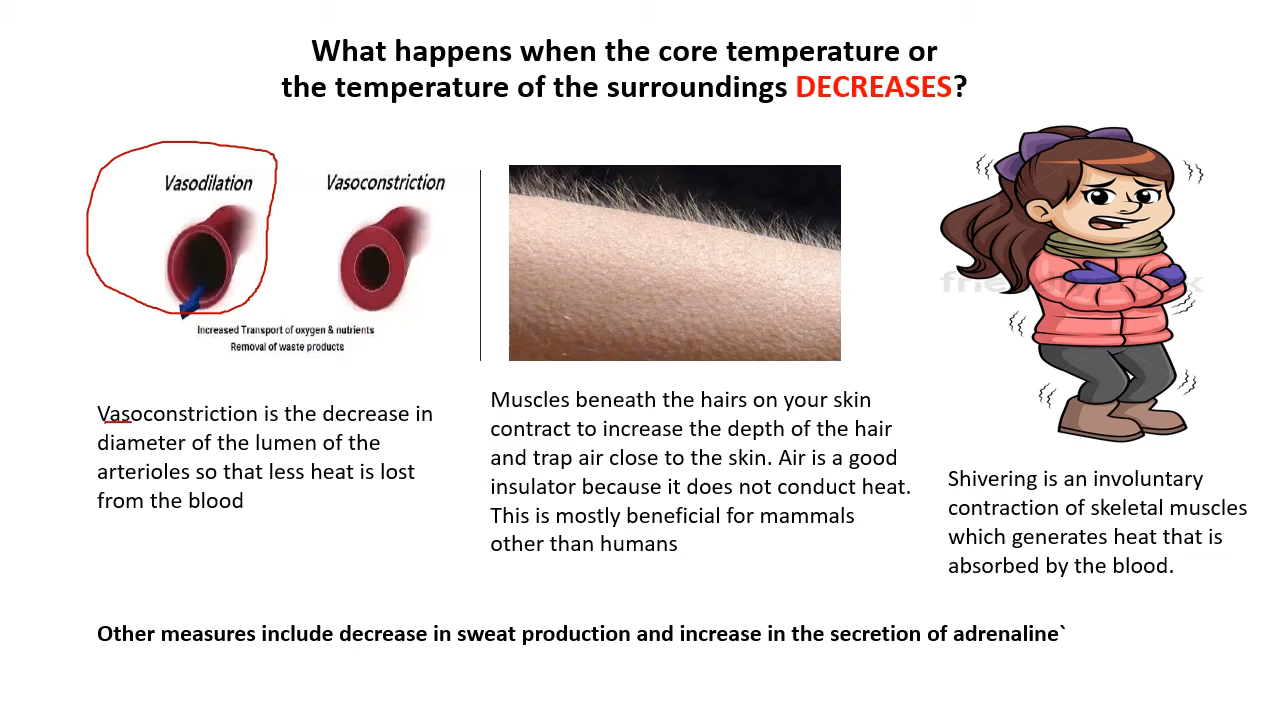 What happens when the core temperature or
the temperature of the surroundings DECREASES?
Vasodilation
Vasoconstriction
Increased Transport of oxygen & nutrients
Removal of waste products
Vasoconstriction is the decrease in
diameter of the lumen of the
arterioles so that less heat is lost
from the blood
Muscles beneath the hairs on your skin
contract to increase the depth of the hair
and trap air close to the skin. Air is a good
insulator because it does not conduct heat.
This is mostly beneficial for mammals
other than humans
Shivering is an involuntary
contraction of skeletal muscles
which generates heat that is
absorbed by the blood.
Other measures include decrease in sweat production and increase in the secretion of adrenaline`